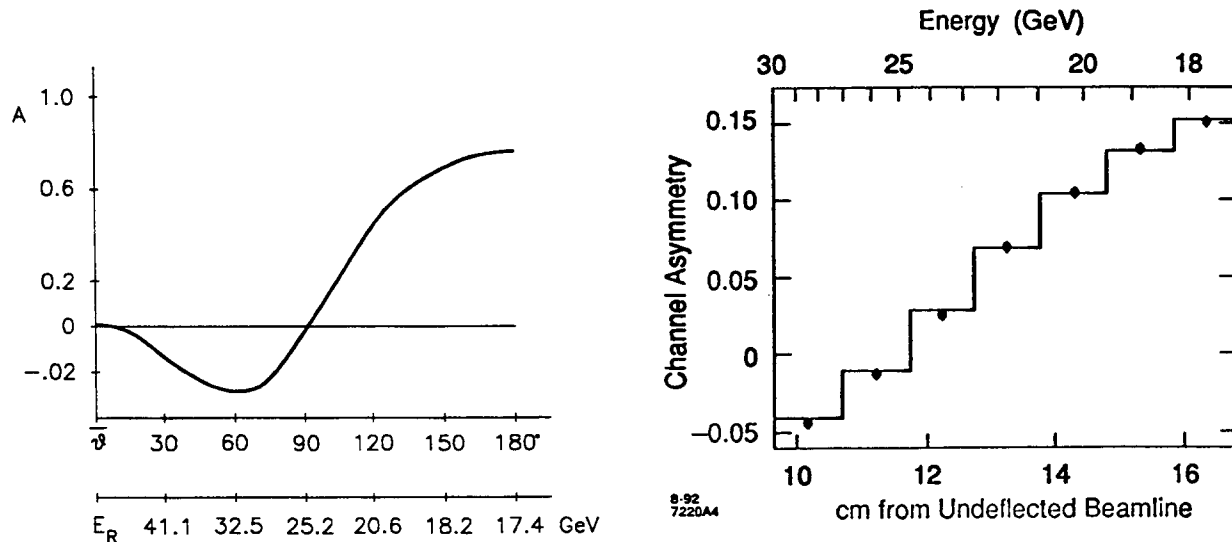 A
1.0
0.6
0.2
0
-.02
ϑ 30 60 90 120 150 180°
E_R 41.1 32.5 25.2 20.6 18.2 17.4 GeV
Energy (GeV)
30 25 20 18
Channel Asymmetry
0.15
0.10
0.05
0
−0.05
10 12 14 16
cm from Undeflected Beamline
8-92
7220A4